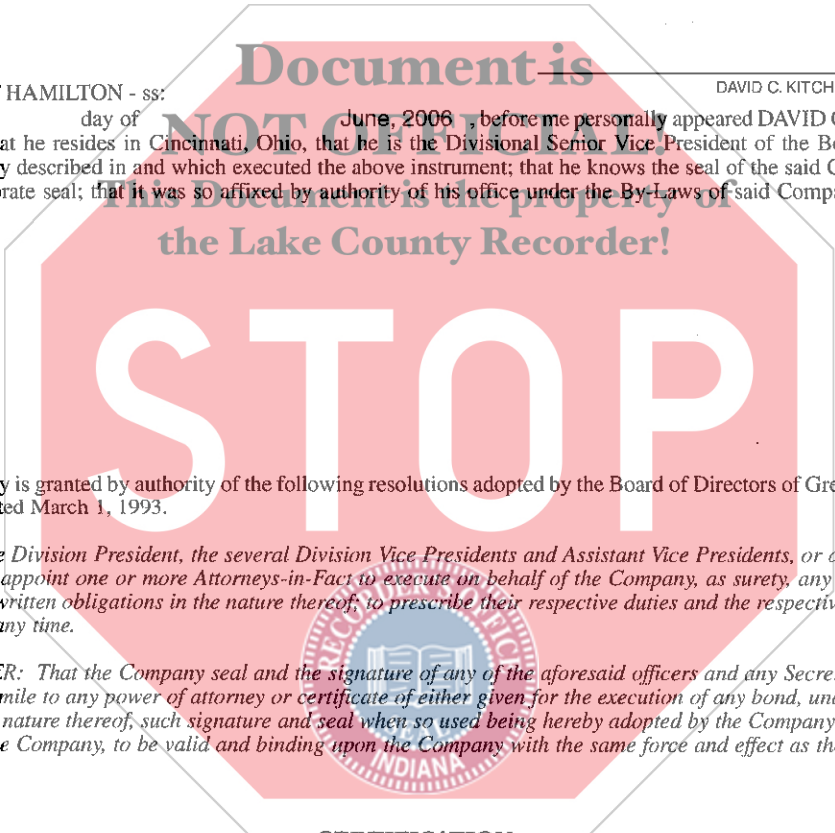 Document is
DAVID C. KITCH
HAMILTON - ss:
day of June, 2006 , before me personally appeared DAVID C
NOT OFFICIAL!
at he resides in Cincinnati, Ohio, that he is the Divisional Senior Vice President of the Bo
y described in and which executed the above instrument; that he knows the seal of the said C
rate seal; that it was so affixed by authority of his office under the By-Laws of said Compa
This Document is the property of
the Lake County Recorder!
STOP
y is granted by authority of the following resolutions adopted by the Board of Directors of Gre
ted March 1, 1993.
e Division President, the several Division Vice Presidents and Assistant Vice Presidents, or a
appoint one or more Attorneys-in-Fact to execute on behalf of the Company, as surety, any
written obligations in the nature thereof; to prescribe their respective duties and the respectiv
any time.
ER: That the Company seal and the signature of any of the aforesaid officers and any Secre
mile to any power of attorney or certificate of either given for the execution of any bond, un
nature thereof, such signature and seal when so used being hereby adopted by the Company
e Company, to be valid and binding upon the Company with the same force and effect as tho
RECORDER'S OFFICE
SEAL
INDIANA